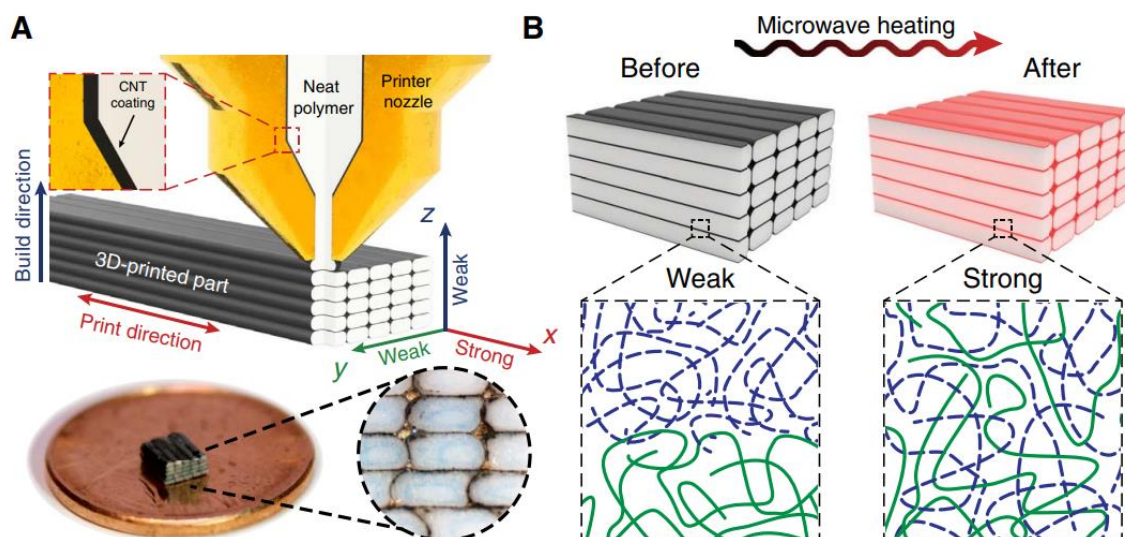 A
CNT
coating
Neat
polymer
Printer
nozzle
Build direction
3D-printed part
Print direction
z
Weak
y
Weak
Strong
x
B
Microwave heating
Before
After
Weak
Strong